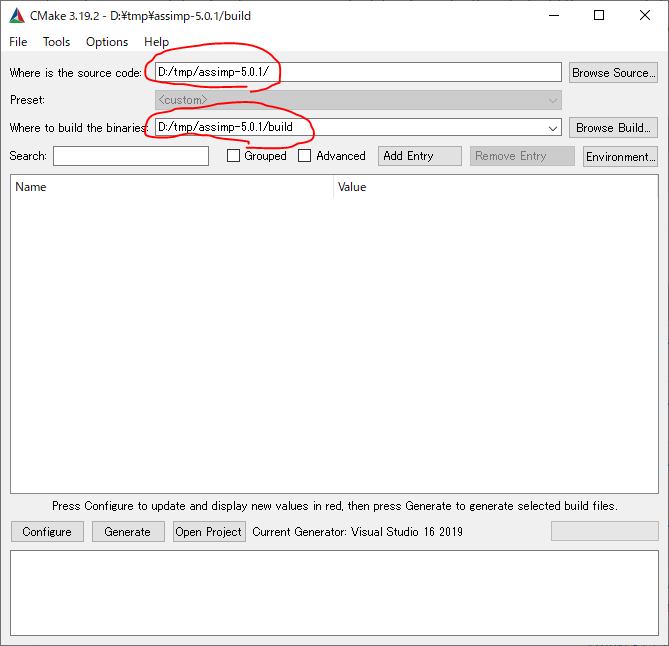 CMake 3.19.2 - D:¥tmp¥assimp-5.0.1/build
File Tools Options Help
Where is the source code: D:/tmp/assimp-5.0.1/ Browse Source...
Preset: <custom>
Where to build the binaries: D:/tmp/assimp-5.0.1/build Browse Build...
Search: Grouped Advanced Add Entry Remove Entry Environment...
Name Value
Press Configure to update and display new values in red, then press Generate to generate selected build files.
Configure Generate Open Project Current Generator: Visual Studio 16 2019